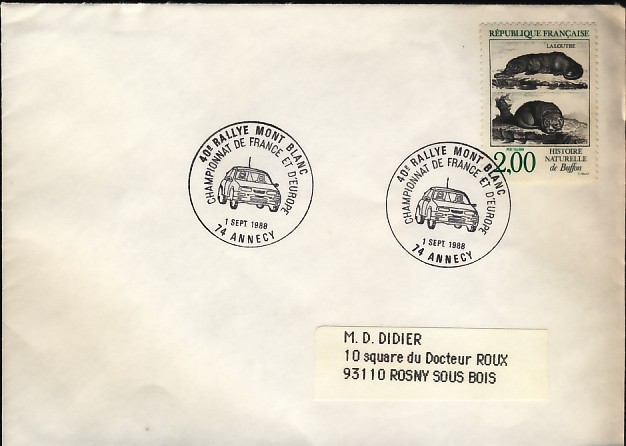 RÉPUBLIQUE FRANÇAISE
LA LOUTRE
2,00
HISTOIRE
NATURELLE
de Buffon
40e RALLYE MONT BLANC
CHAMPIONNAT DE FRANCE ET D'EUROPE
1 SEPT. 1988
74 ANNECY
40e RALLYE MONT BLANC
CHAMPIONNAT DE FRANCE ET D'EUROPE
1 SEPT. 1988
74 ANNECY
M. D. DIDIER
10 square du Docteur ROUX
93110 ROSNY SOUS BOIS